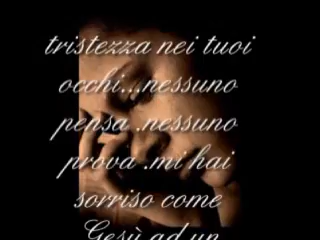 tristezza nei tuoi
occhi...nessuno
pensa .nessuno
prova .mi hai
sorriso come
Gesù ad un